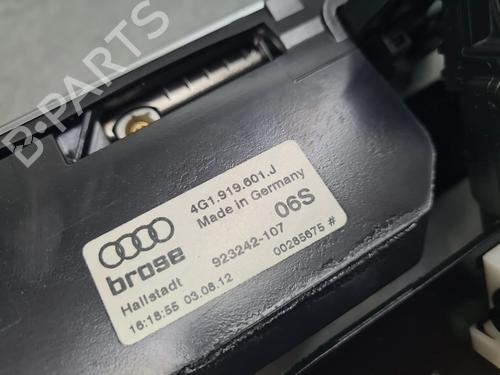 B-PARTS
4G1.919.601.J
Made in Germany
brose
923242-107
06S
Hallstadt
00285675 #
16:18:55 03.08.12